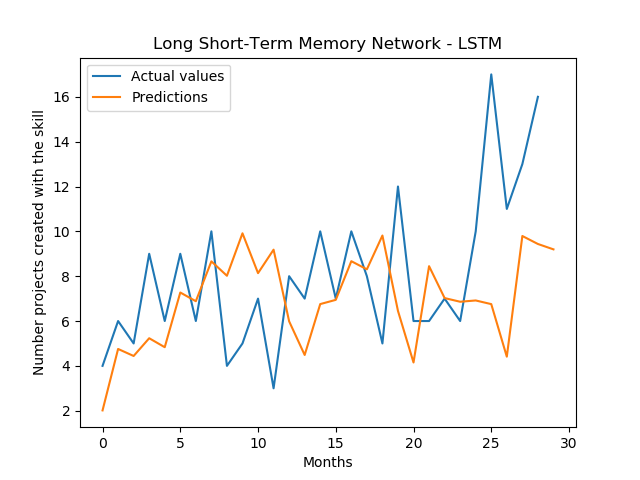 Long Short-Term Memory Network - LSTM
Actual values
Predictions
Number projects created with the skill
16
14
12
10
8
6
4
2
0 5 10 15 20 25 30
Months